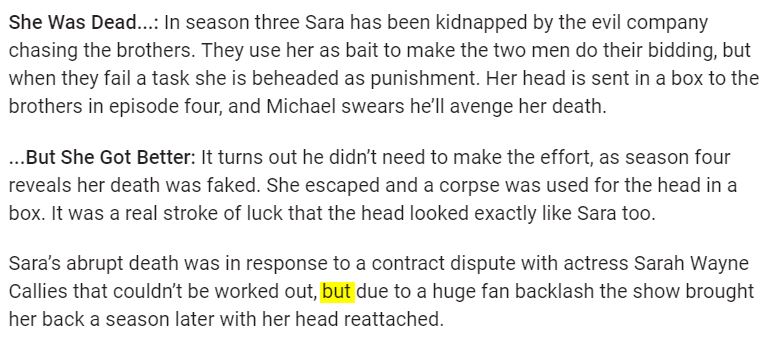 She Was Dead...: In season three Sara has been kidnapped by the evil company
chasing the brothers. They use her as bait to make the two men do their bidding, but
when they fail a task she is beheaded as punishment. Her head is sent in a box to the
brothers in episode four, and Michael swears he’ll avenge her death.
...But She Got Better: It turns out he didn’t need to make the effort, as season four
reveals her death was faked. She escaped and a corpse was used for the head in a
box. It was a real stroke of luck that the head looked exactly like Sara too.
Sara’s abrupt death was in response to a contract dispute with actress Sarah Wayne
Callies that couldn’t be worked out, but due to a huge fan backlash the show brought
her back a season later with her head reattached.